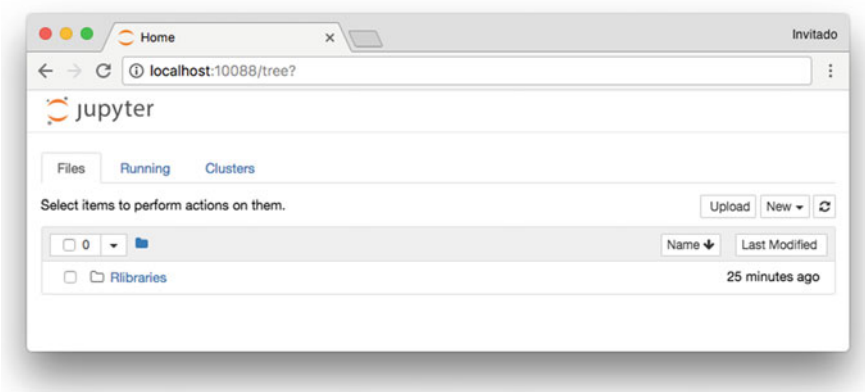 Home
Invitado
localhost:10088/tree?
jupyter
Files Running Clusters
Select items to perform actions on them.
Upload New
0 Name Last Modified
Rlibraries 25 minutes ago